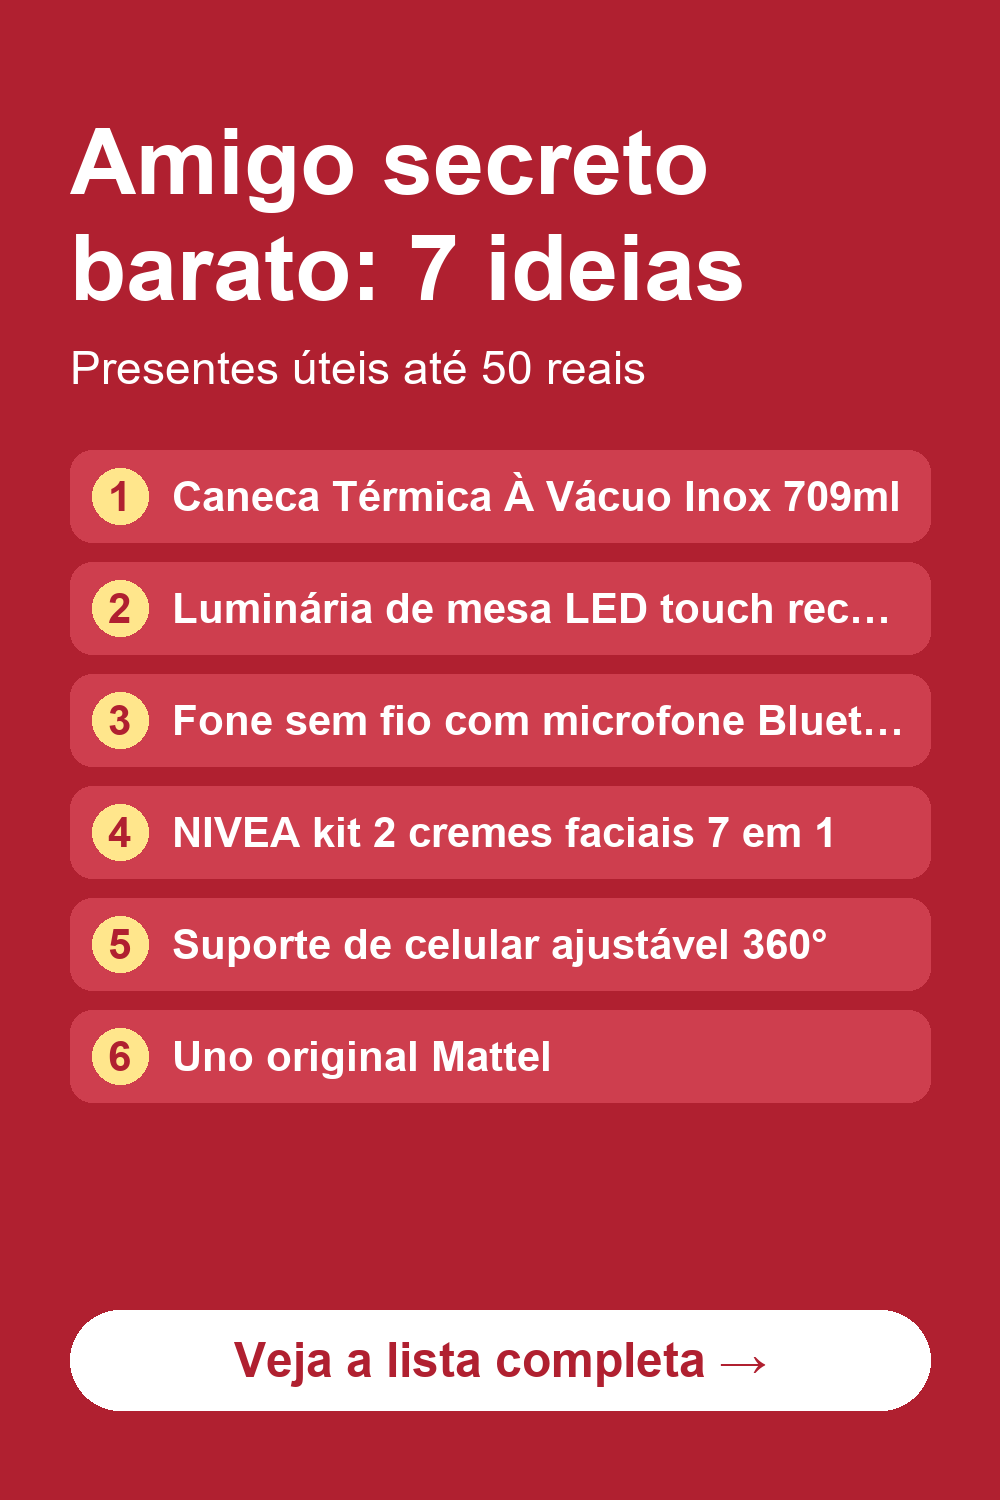 Amigo secreto
barato: 7 ideias
Presentes úteis até 50 reais
1 Caneca Térmica À Vácuo Inox 709ml
2 Luminária de mesa LED touch rec...
3 Fone sem fio com microfone Bluet...
4 NIVEA kit 2 cremes faciais 7 em 1
5 Suporte de celular ajustável 360°
6 Uno original Mattel
Veja a lista completa →